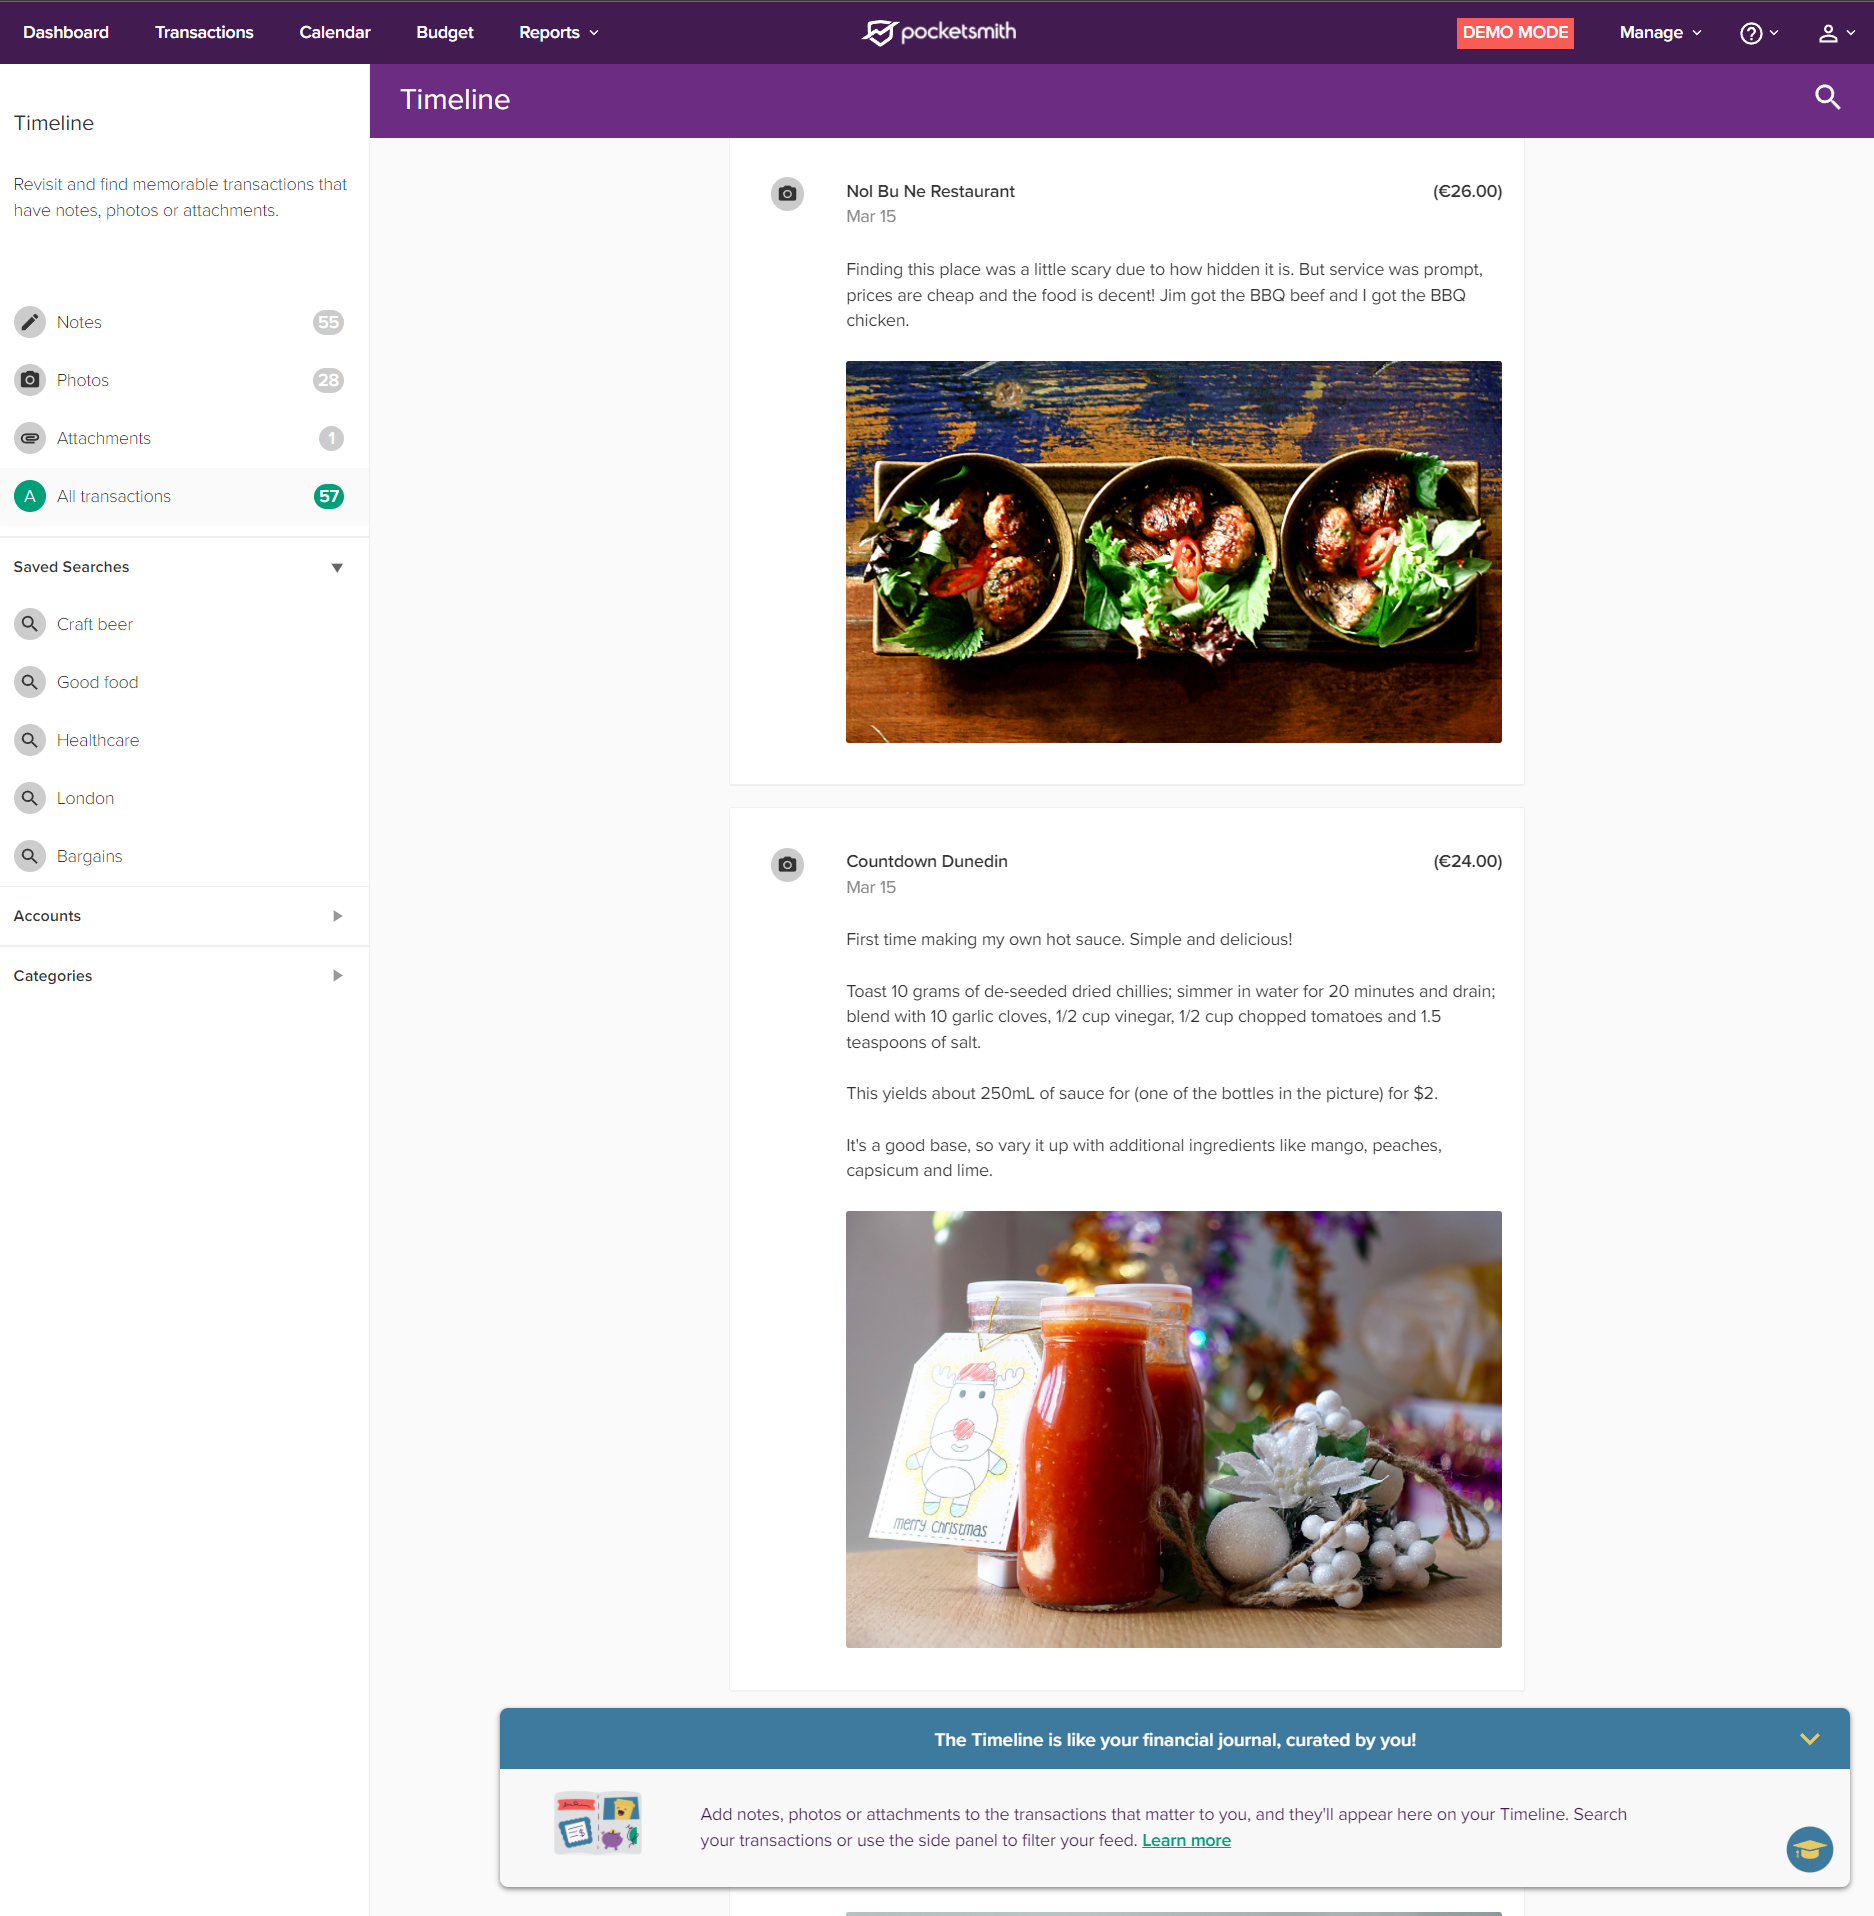 Dashboard Transactions Calendar Budget Reports pocketsmith DEMO MODE Manage
Timeline
Timeline
Revisit and find memorable transactions that
have notes, photos or attachments.
Notes 55
Photos 28
Attachments 1
A All transactions 57
Saved Searches
Craft beer
Good food
Healthcare
London
Bargains
Accounts
Categories
Nol Bu Ne Restaurant (€26.00)
Mar 15
Finding this place was a little scary due to how hidden it is. But service was prompt,
prices are cheap and the food is decent! Jim got the BBQ beef and I got the BBQ
chicken.
Countdown Dunedin (€24.00)
Mar 15
First time making my own hot sauce. Simple and delicious!
Toast 10 grams of de-seeded dried chillies; simmer in water for 20 minutes and drain;
blend with 10 garlic cloves, 1/2 cup vinegar, 1/2 cup chopped tomatoes and 1.5
teaspoons of salt.
This yields about 250mL of sauce for (one of the bottles in the picture) for $2.
It's a good base, so vary it up with additional ingredients like mango, peaches,
capsicum and lime.
merry christmas
The Timeline is like your financial journal, curated by you!
Add notes, photos or attachments to the transactions that matter to you, and they'll appear here on your Timeline. Search
your transactions or use the side panel to filter your feed. Learn more